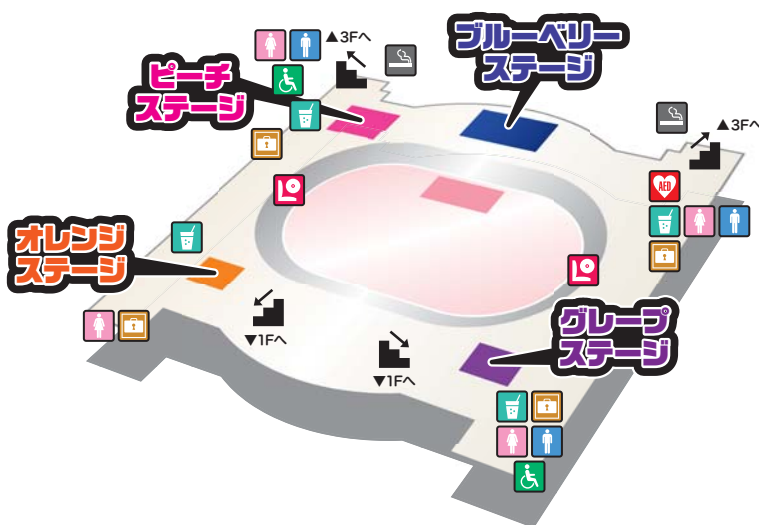 ▲3Fへ
ブルーベリー
ステージ
ピーチ
ステージ
▲3Fへ
AED
オレンジ
ステージ
▼1Fへ
グレープ
ステージ
▼1Fへ